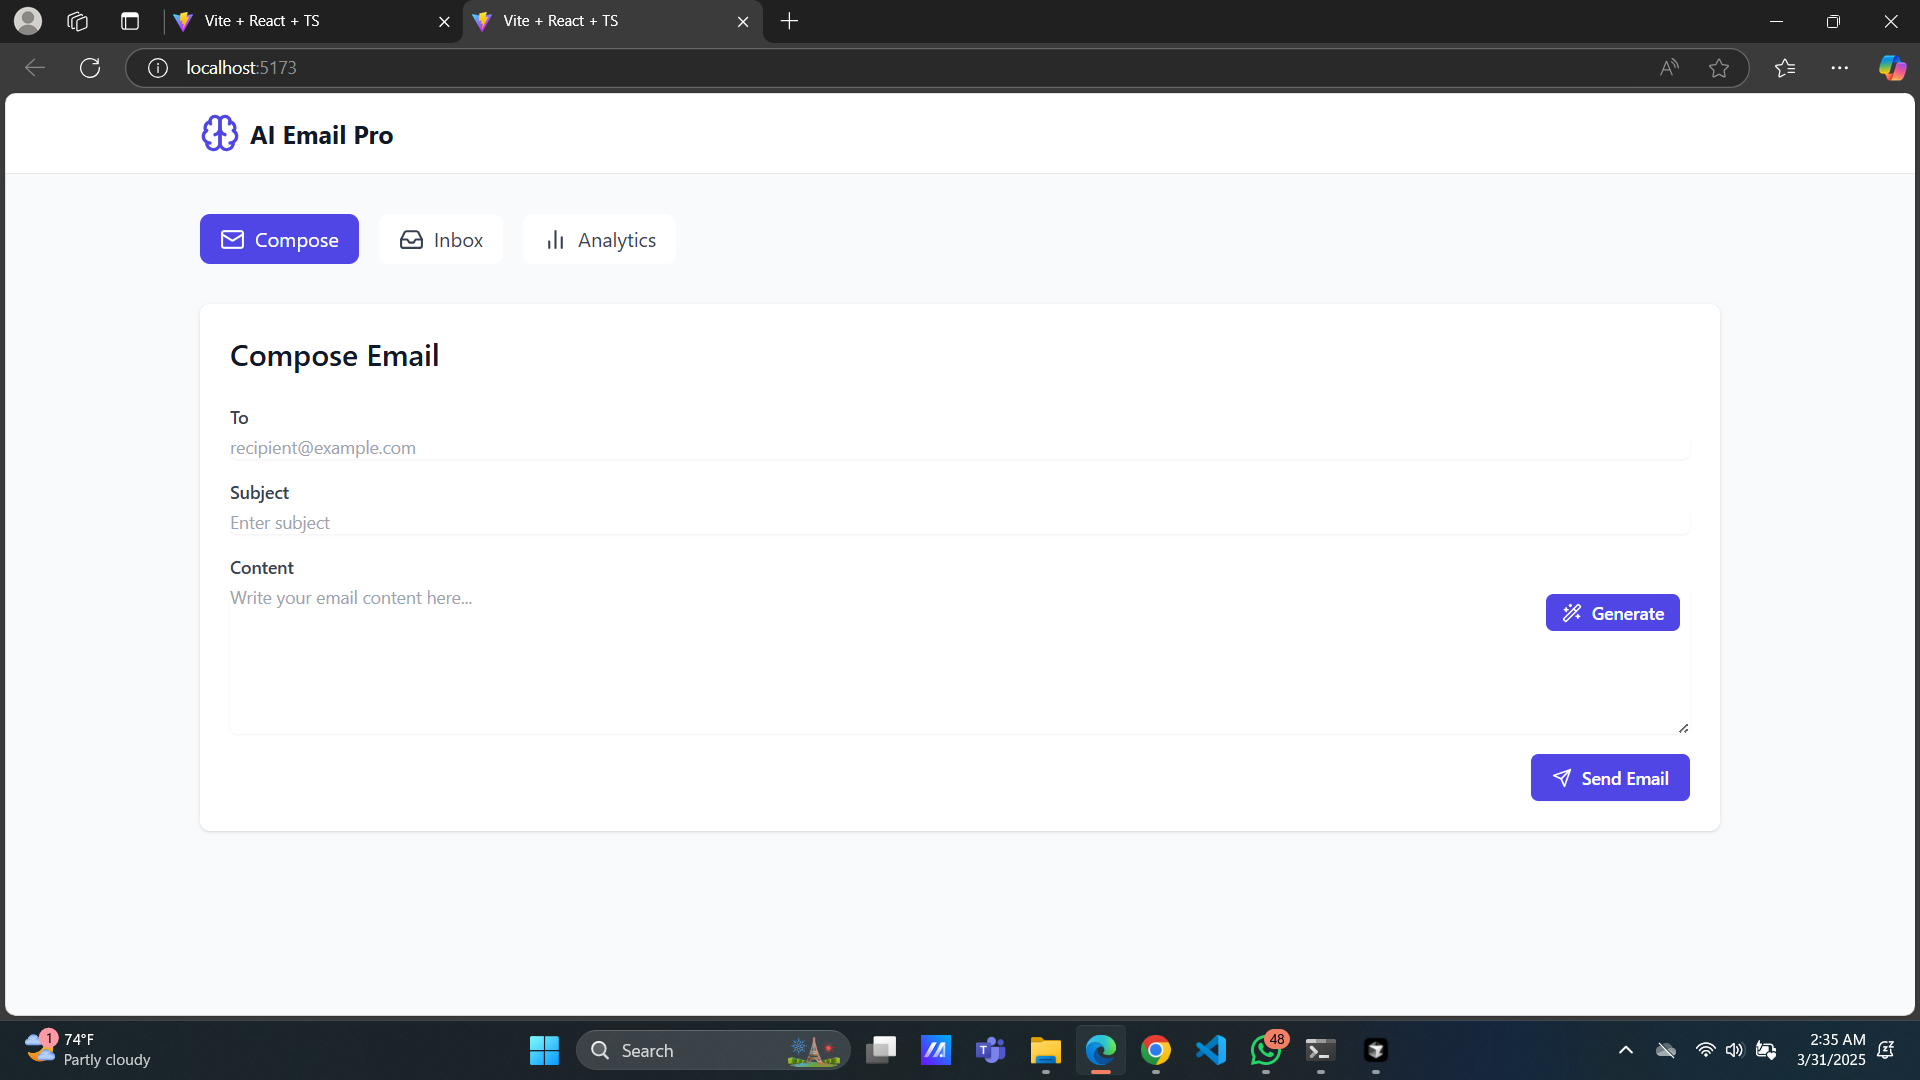 Vite + React + TS
Vite + React + TS
localhost:5173
AI Email Pro
Compose
Inbox
Analytics
Compose Email
To
recipient@example.com
Subject
Enter subject
Content
Write your email content here...
Generate
Send Email
1
74°F
Partly cloudy
Search
48
2:35 AM
3/31/2025